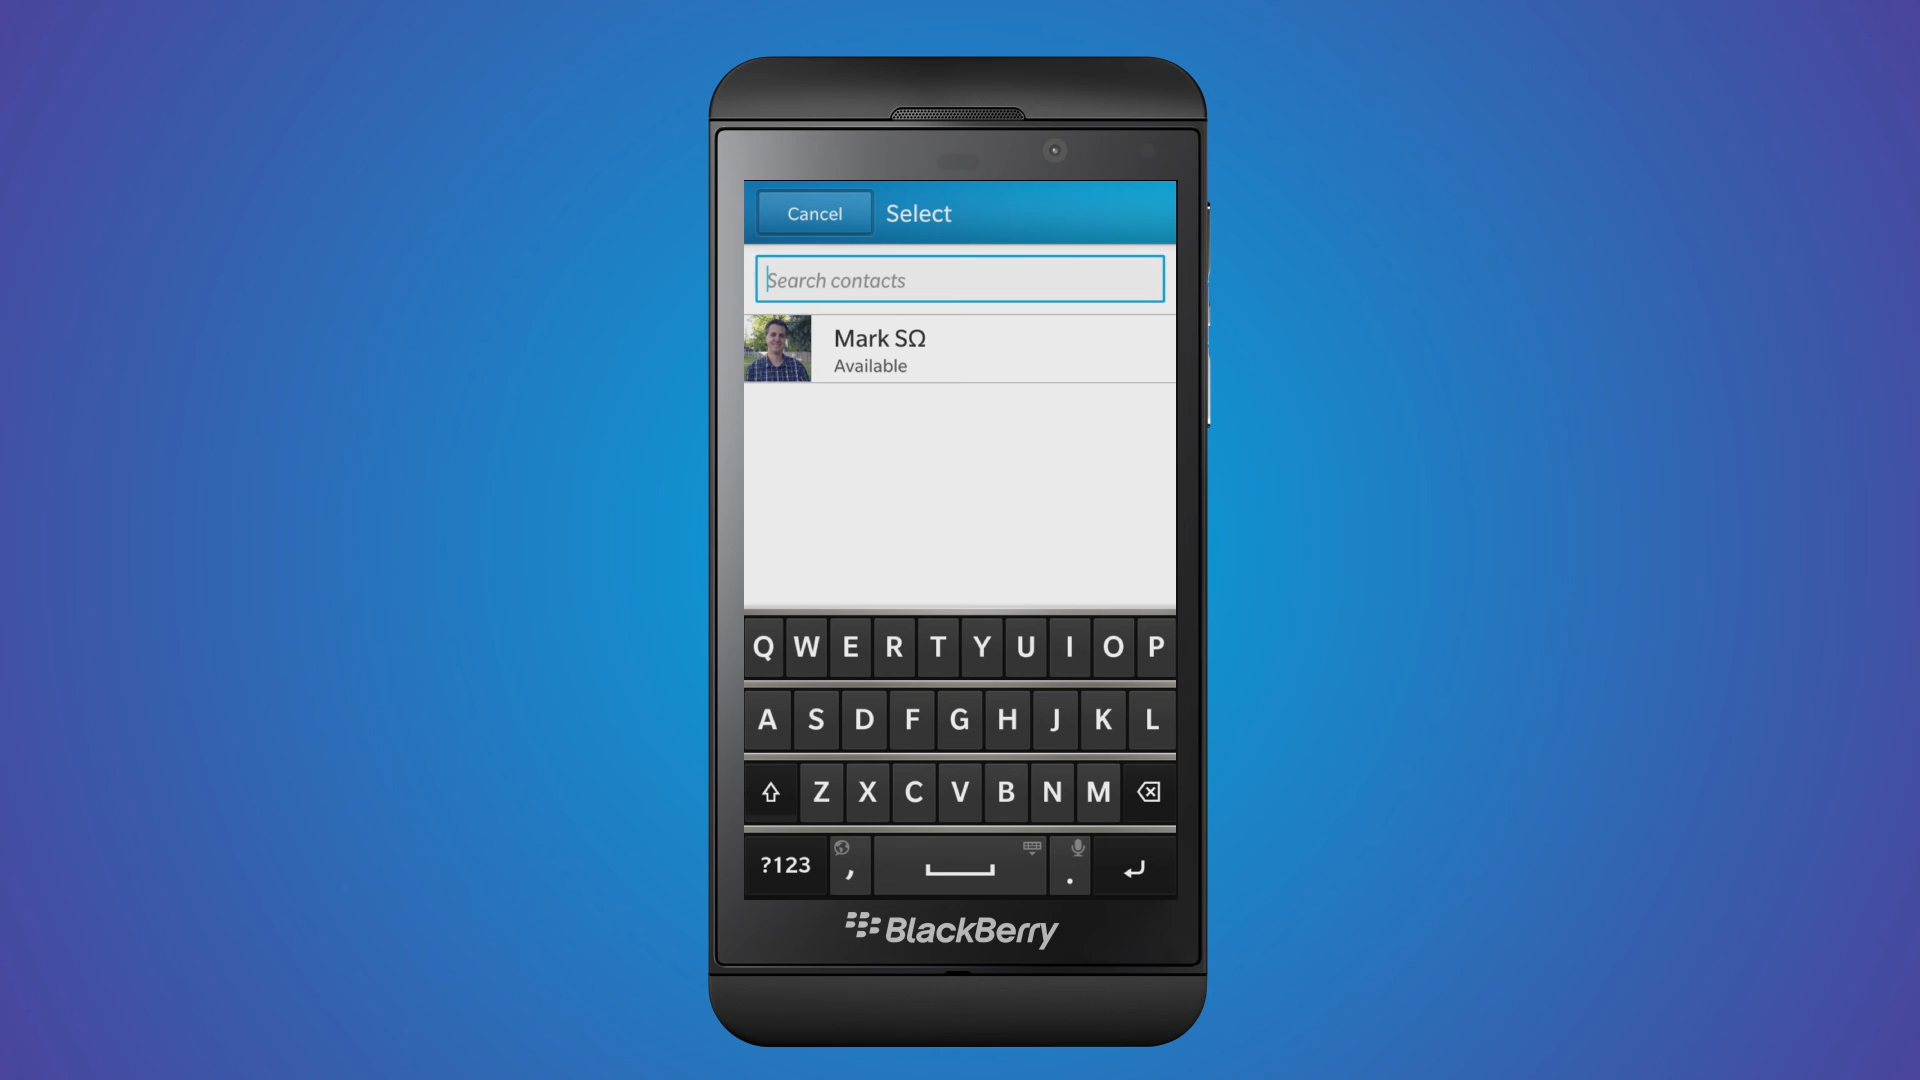 Cancel Select
Search contacts
Mark SΩ
Available
Q W E R T Y U I O P
A S D F G H J K L
Z X C V B N M
?123 , .
BlackBerry